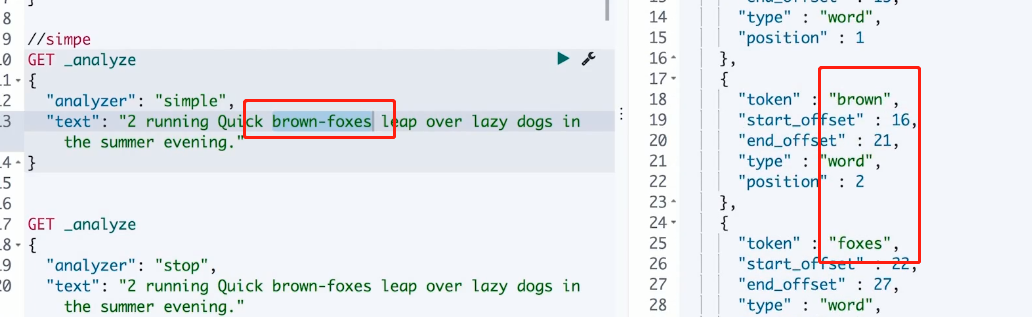 8
9 //simpe
10 GET _analyze
11 {
12 "analyzer": "simple",
13 "text": "2 running Quick brown-foxes leap over lazy dogs in
the summer evening."
14 }
15
16
17 GET _analyze
18 {
19 "analyzer": "stop",
20 "text": "2 running Quick brown-foxes leap over lazy dogs in
the summer evening."
14 "type" : "word",
15 "position" : 1
16 },
17 {
18 "token" : "brown",
19 "start_offset" : 16,
20 "end_offset" : 21,
21 "type" : "word",
22 "position" : 2
23 },
24 {
25 "token" : "foxes",
26 "start_offset" : 22,
27 "end_offset" : 27,
28 "type" : "word",